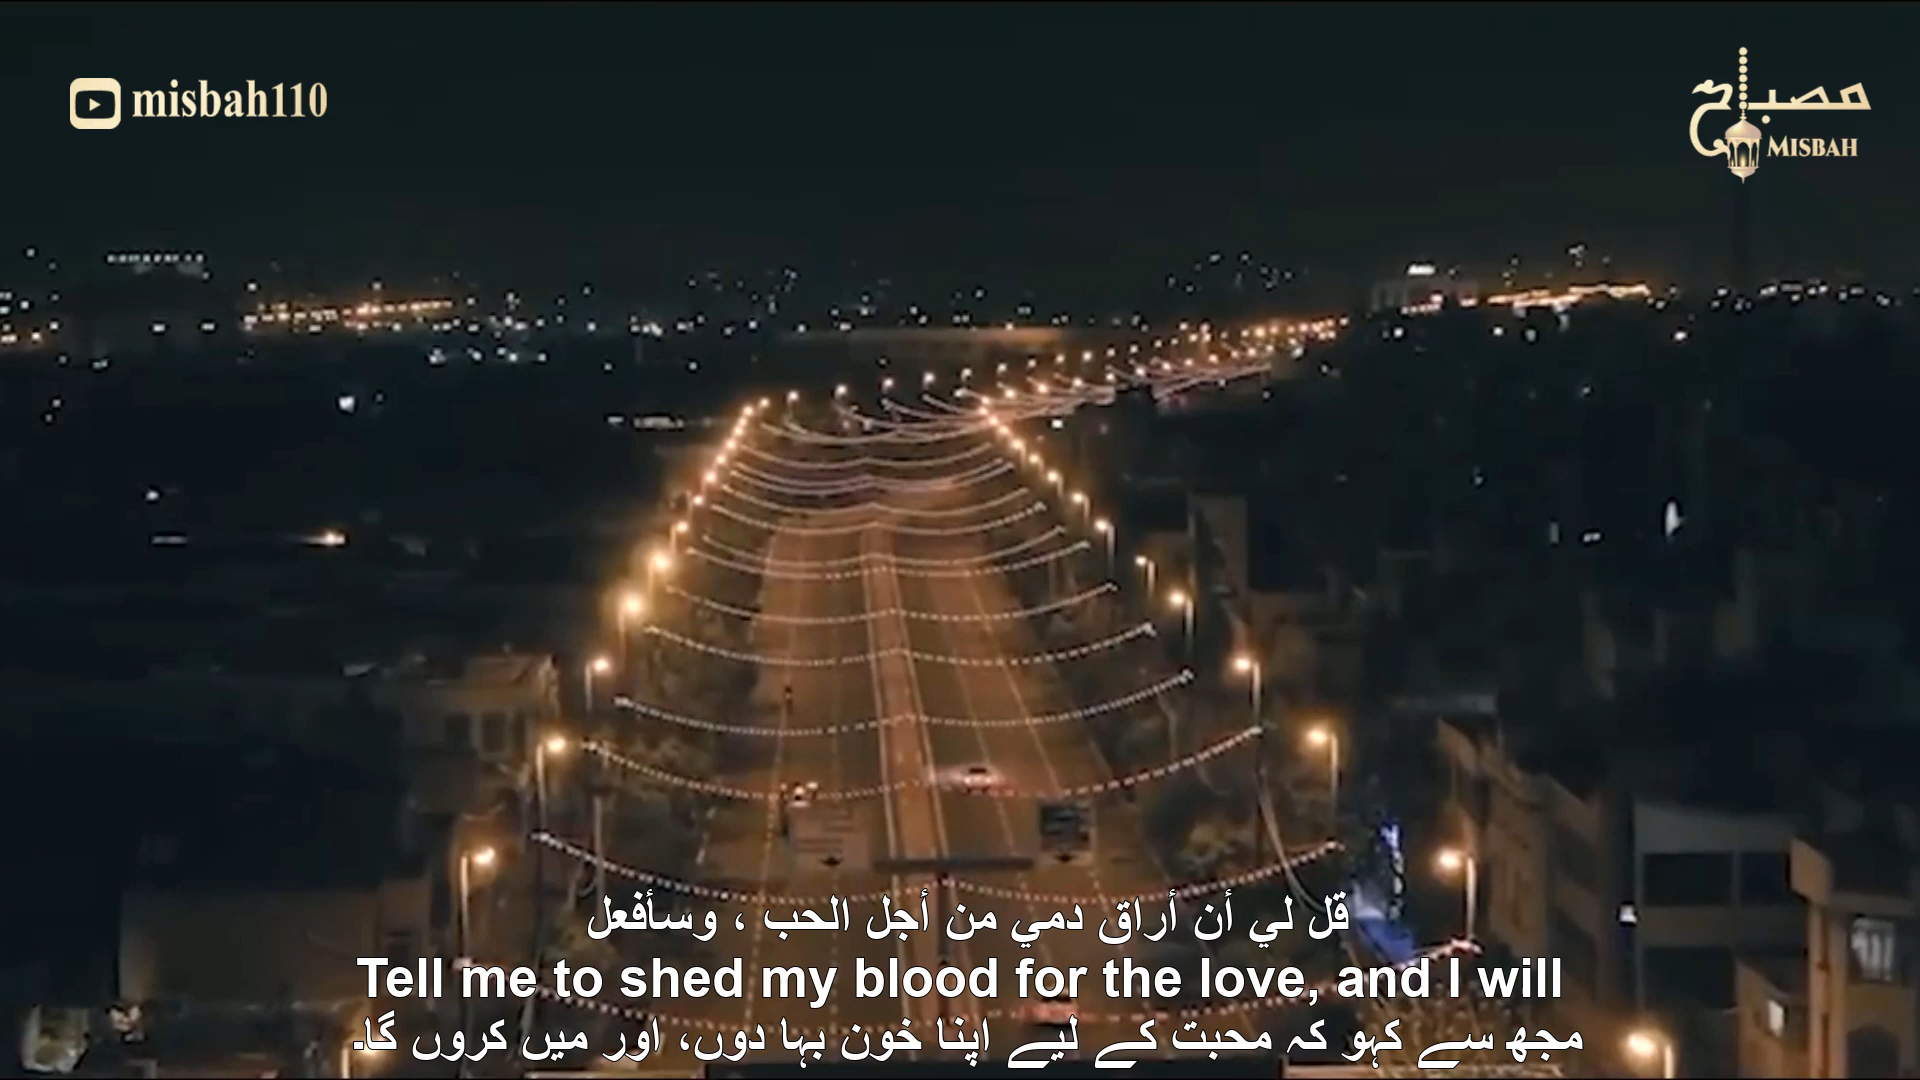 misbah110
مصباح
MISBAH
قل لي أن أراق دمي من أجل الحب ، وسأفعل
Tell me to shed my blood for the love, and I will
مجھ سے کہو کہ محبت کے لیے اپنا خون بہا دوں، اور میں کروں گا.